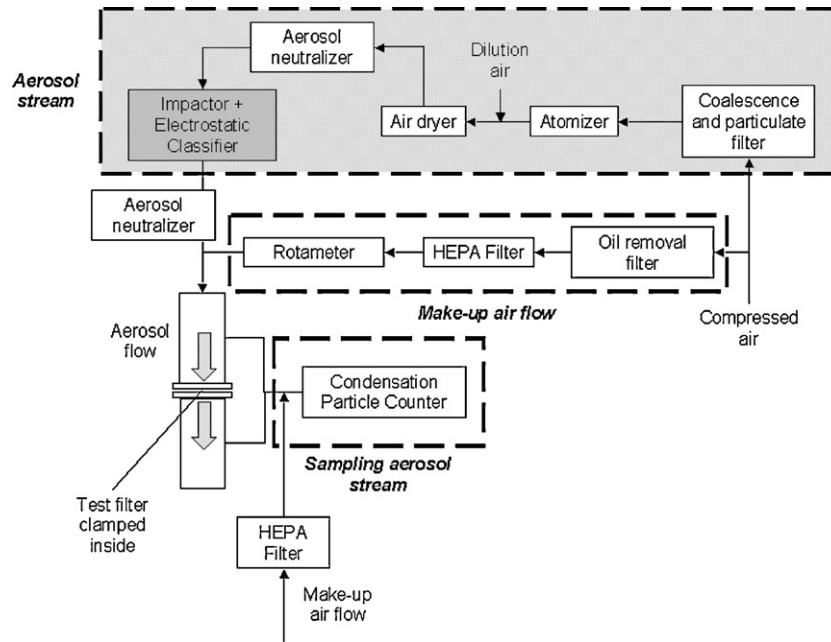 Aerosol
stream
Aerosol
neutralizer
Dilution
air
Impactor +
Electrostatic
Classifier
Air dryer
Atomizer
Coalescence
and particulate
filter
Aerosol
neutralizer
Rotameter
HEPA Filter
Oil removal
filter
Make-up air flow
Compressed
air
Aerosol
flow
Condensation
Particle Counter
Sampling aerosol
stream
Test filter
clamped
inside
HEPA
Filter
Make-up
air flow